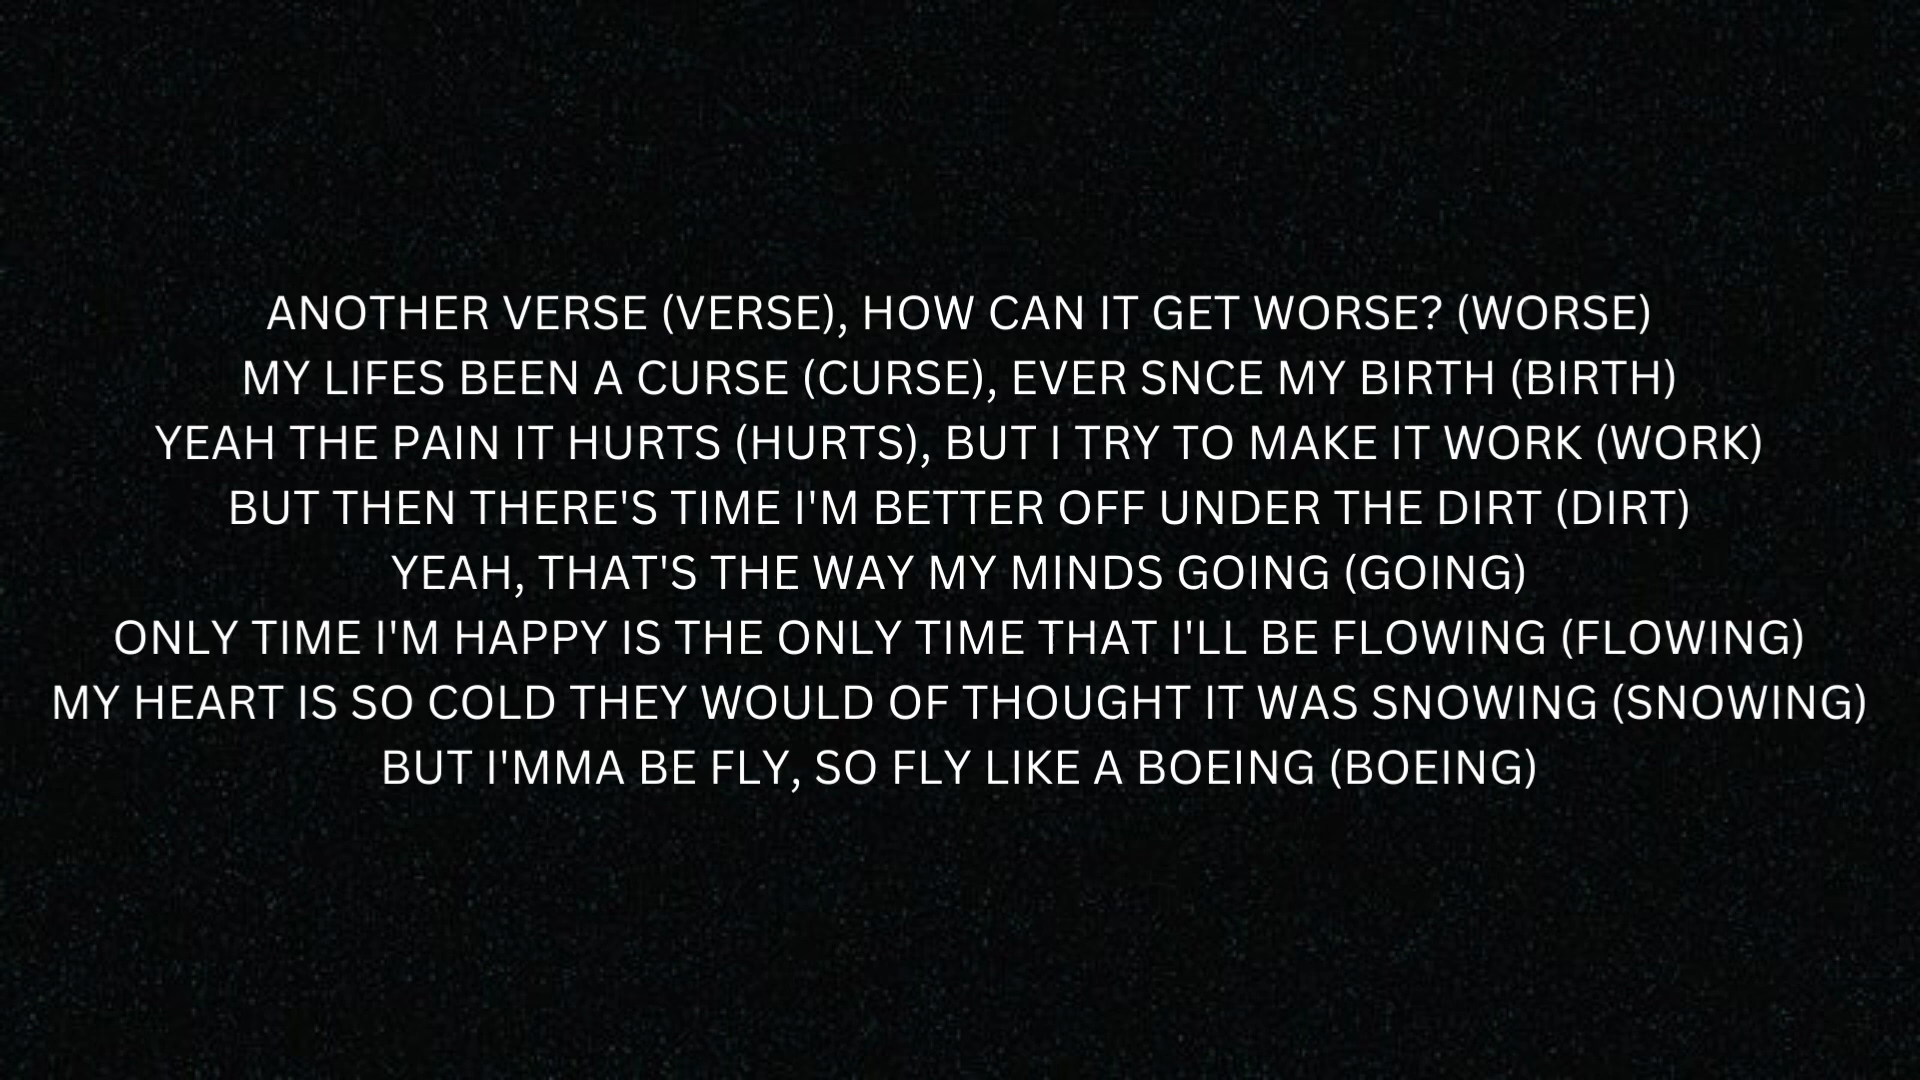 ANOTHER VERSE (VERSE), HOW CAN IT GET WORSE? (WORSE)
MY LIFES BEEN A CURSE (CURSE), EVER SNCE MY BIRTH (BIRTH)
YEAH THE PAIN IT HURTS (HURTS), BUT I TRY TO MAKE IT WORK (WORK)
BUT THEN THERE'S TIME I'M BETTER OFF UNDER THE DIRT (DIRT)
YEAH, THAT'S THE WAY MY MINDS GOING (GOING)
ONLY TIME I'M HAPPY IS THE ONLY TIME THAT I'LL BE FLOWING (FLOWING)
MY HEART IS SO COLD THEY WOULD OF THOUGHT IT WAS SNOWING (SNOWING)
BUT I'MMA BE FLY, SO FLY LIKE A BOEING (BOEING)